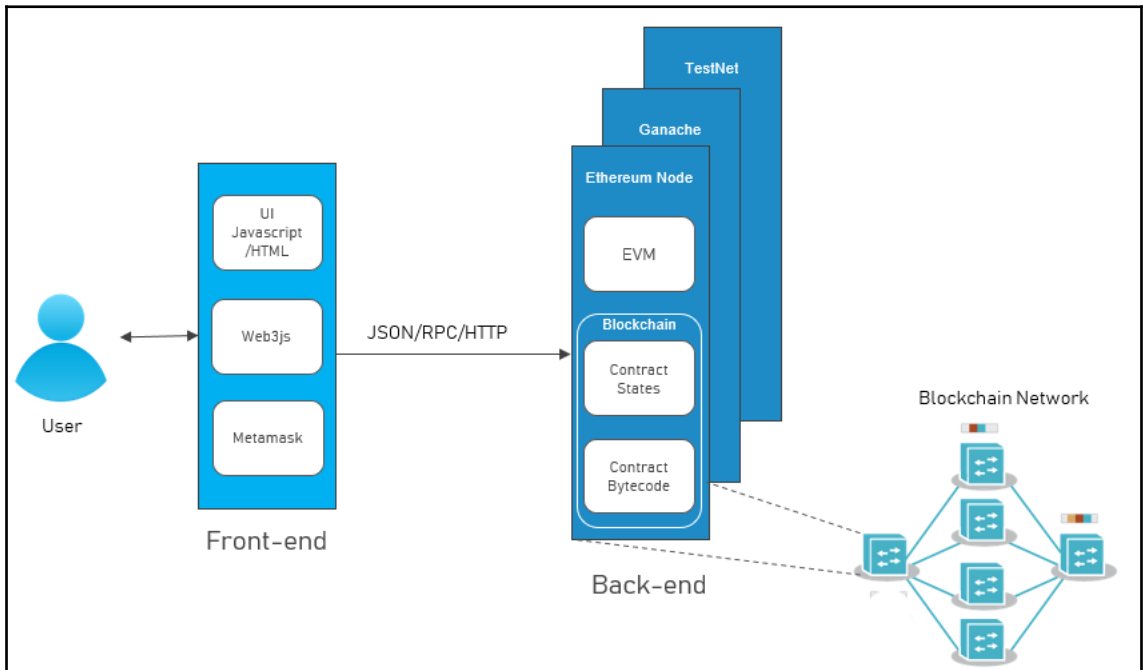 TestNet
Ganache
Ethereum Node
UI
Javascript
/HTML
EVM
Web3js
JSON/RPC/HTTP
Blockchain
Contract
States
User
Metamask
Contract
Bytecode
Blockchain Network
Front-end
Back-end